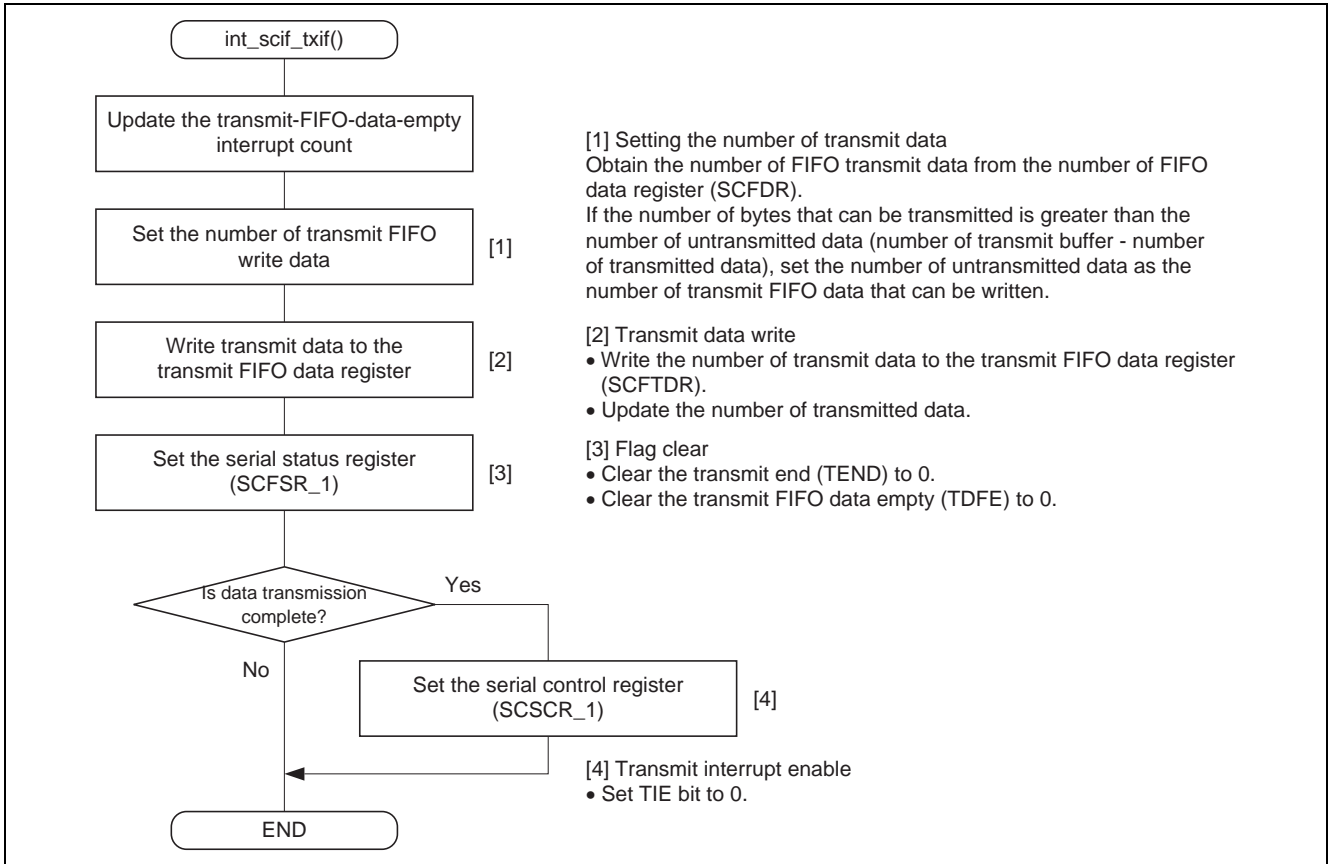 int_scif_txif()
Update the transmit-FIFO-data-empty
interrupt count
Set the number of transmit FIFO
write data
[1]
Write transmit data to the
transmit FIFO data register
[2]
Set the serial status register
(SCFSR_1)
[3]
Is data transmission
complete?
Yes
No
Set the serial control register
(SCSCR_1)
[4]
END
[1] Setting the number of transmit data
Obtain the number of FIFO transmit data from the number of FIFO
data register (SCFDR).
If the number of bytes that can be transmitted is greater than the
number of untransmitted data (number of transmit buffer - number
of transmitted data), set the number of untransmitted data as the
number of transmit FIFO data that can be written.
[2] Transmit data write
• Write the number of transmit data to the transmit FIFO data register
(SCFTDR).
• Update the number of transmitted data.
[3] Flag clear
• Clear the transmit end (TEND) to 0.
• Clear the transmit FIFO data empty (TDFE) to 0.
[4] Transmit interrupt enable
• Set TIE bit to 0.